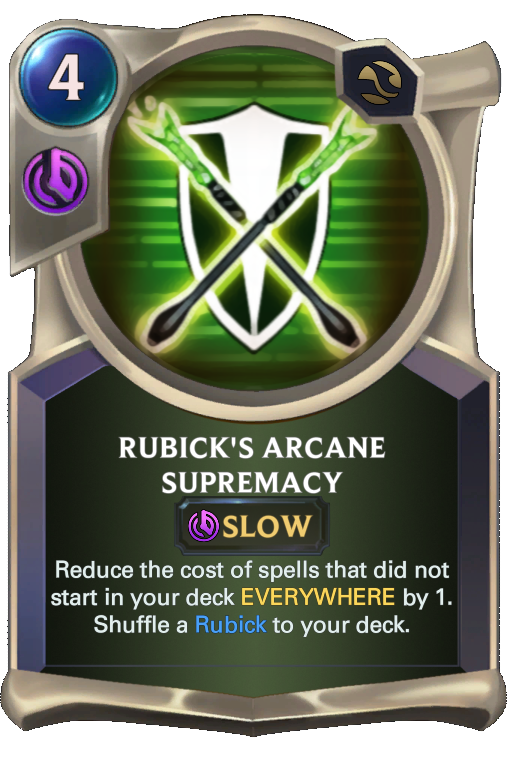 4
RUBICK'S ARCANE
SUPREMACY
SLOW
Reduce the cost of spells that did not
start in your deck EVERYWHERE by 1.
Shuffle a Rubick to your deck.